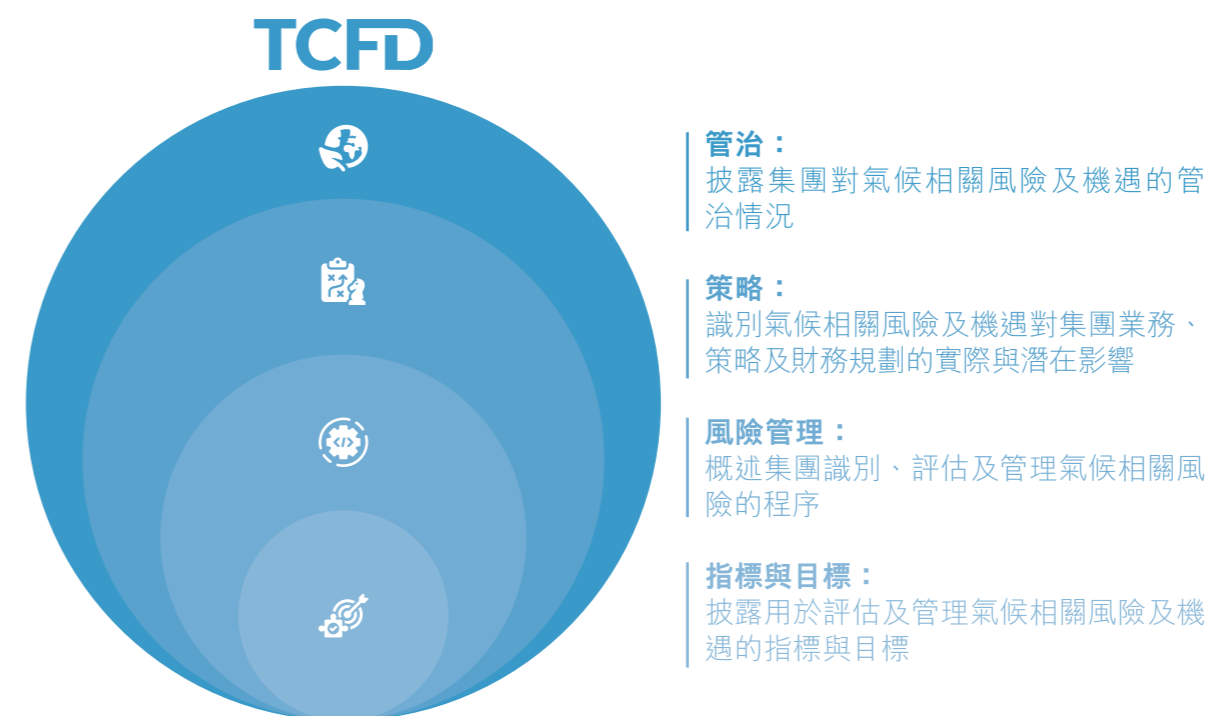 TCFD
管治：
披露集團對氣候相關風險及機遇的管
治情況
策略：
識別氣候相關風險及機遇對集團業務、
策略及財務規劃的實際與潛在影響
風險管理：
概述集團識別、評估及管理氣候相關風
險的程序
指標與目標：
披露用於評估及管理氣候相關風險及機
遇的指標與目標